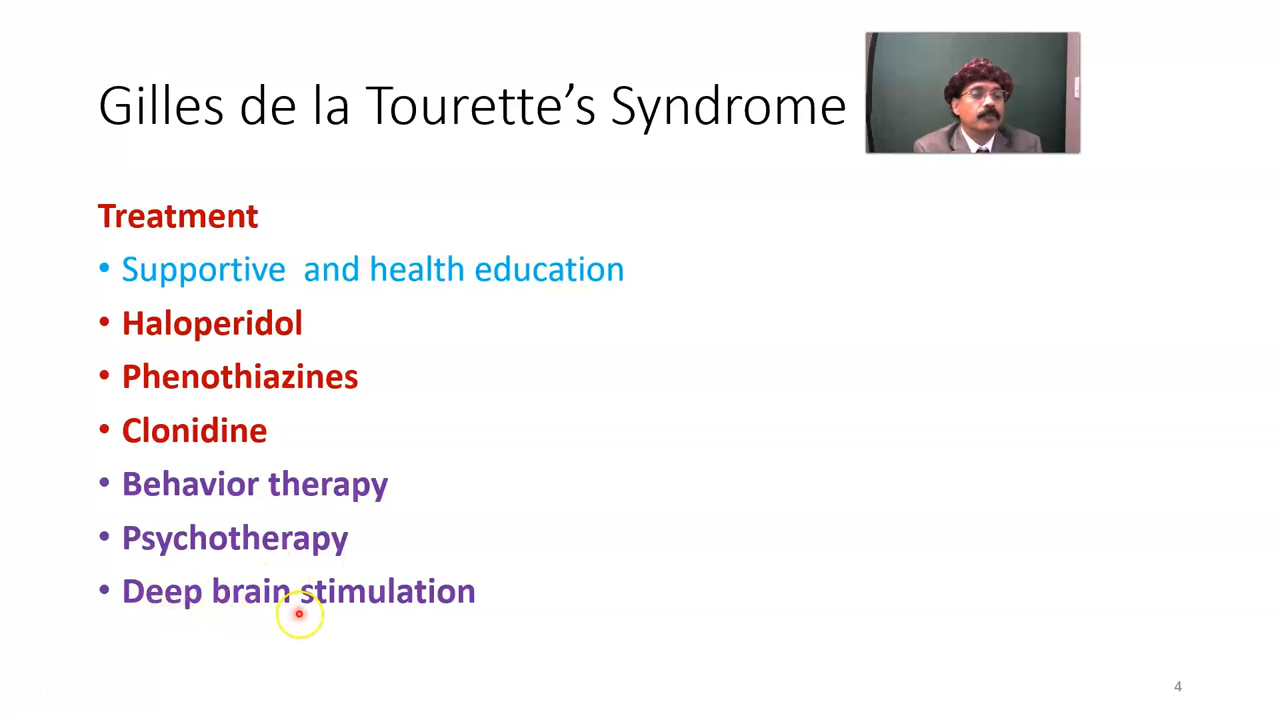 Gilles de la Tourette’s Syndrome
Treatment
• Supportive and health education
• Haloperidol
• Phenothiazines
• Clonidine
• Behavior therapy
• Psychotherapy
• Deep brain stimulation
4